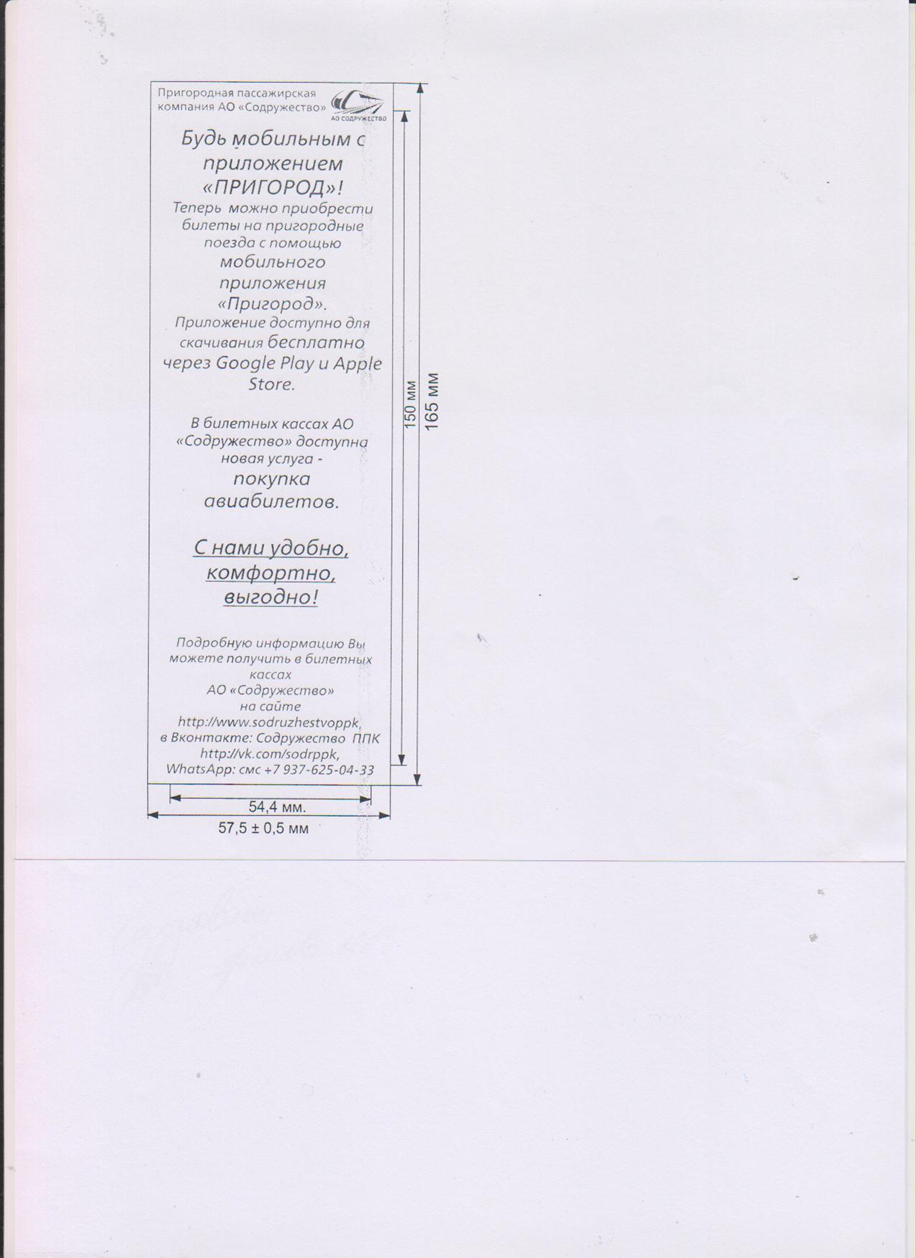 Пригородная пассажирская
компания АО «Содружество»
АО СОДРУЖЕСТВО
Будь мобильным с
приложением
«ПРИГОРОД»!
Теперь  можно приобрести
билеты на пригородные
поезда с помощью
мобильного
приложения
«Пригород».
Приложение доступно для
скачивания бесплатно
через Google Play и Apple
Store.
В билетных кассах АО
«Содружество» доступна
новая услуга -
покупка
авиабилетов.
С нами удобно,
комфортно,
выгодно!
Подробную информацию Вы
можете получить в билетных
кассах
АО «Содружество»
на сайте
http://www.sodruzhestvoppk,
в Вконтакте: Содружество  ППК
http://vk.com/sodrppk,
WhatsApp: смс +7 937-625-04-33
150 мм
165 мм
54,4 мм.
57,5 ± 0,5 мм